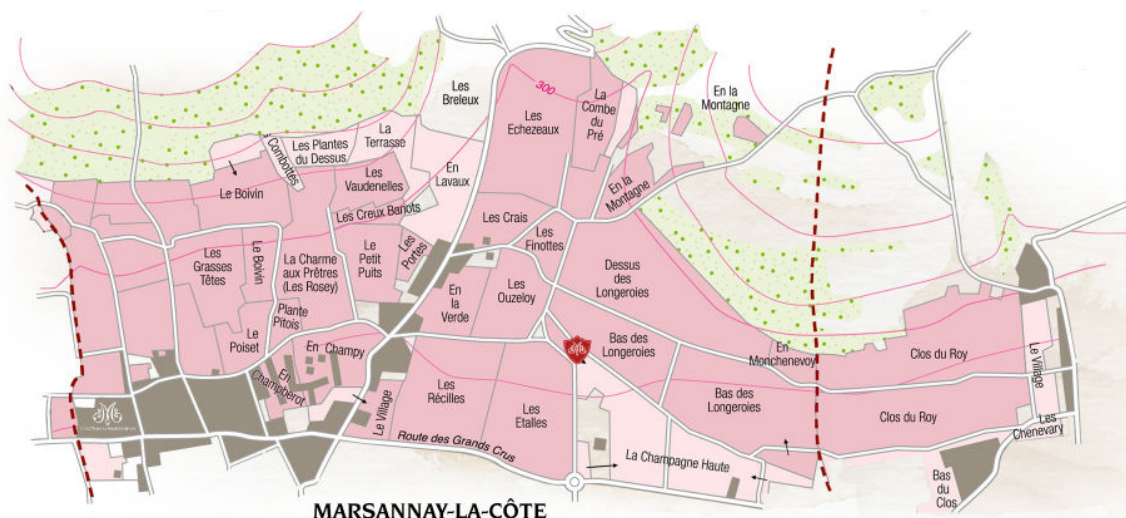 Les
Breleux
300
Les
Echezeaux
La
Combe
du
Pré
En la
Montagne
Combottes
Les Plantes
du Dessus
La
Terrasse
Le Boivin
Les
Vaudenelles
En
Lavaux
En la
Montagne
Les Creux Banots
Les Crais
Les
Finottes
Les
Grasses
Têtes
Le Boivin
La Charme
aux Prêtres
(Les Rosey)
Le
Petit
Puits
Les
Portes
En
la
Verde
Les
Ouzeloy
Dessus
des
Longeroies
Plante
Pitois
Le
Poiset
En Champy
En
Champherot
Bas des
Longeroies
En
Monchenevoy
Clos du Roy
Le Village
Le Village
Les
Récilles
Les
Etalles
Bas des
Longeroies
Clos du Roy
Les
Chenevary
Route des Grands Crus
La Champagne Haute
Bas
du
Clos
MARSANNAY-LA-CÔTE